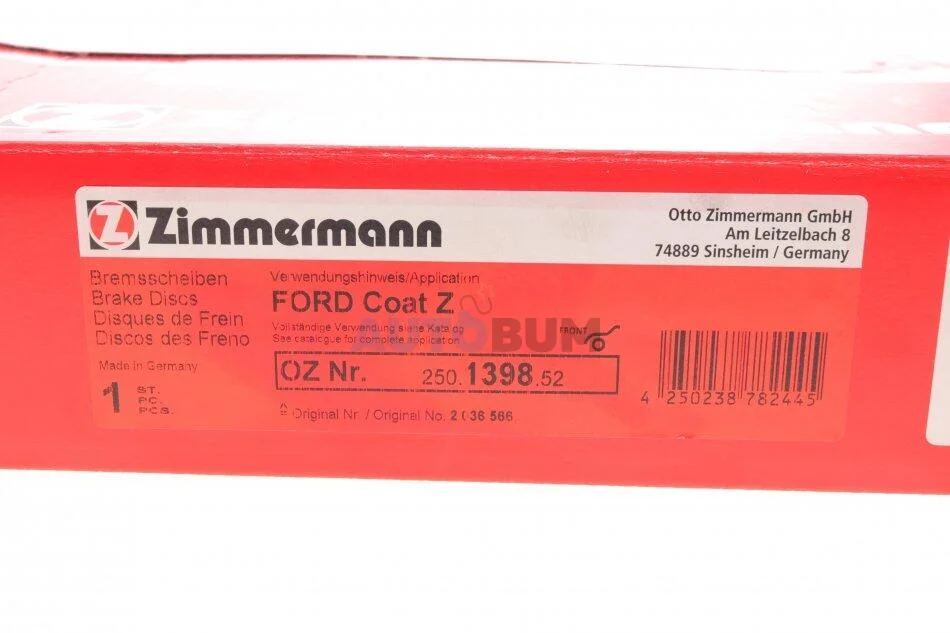 Zimmermann
Otto Zimmermann GmbH
Am Leitzelbach 8
74889 Sinsheim / Germany
Bremsscheiben
Brake Discs
Disques de Frein
Discos des Freno
Made in Germany
1 ST.
PC.
PCS.
Verwendungshinweis/Application
FORD Coat Z
Vollständige Verwendung siehe Katalog
See catalogue for complete application
FRONT
AUTOBUM
OZ Nr. 250.1398.52
Original Nr. / Original No. 2 036 566
4 250238 782445